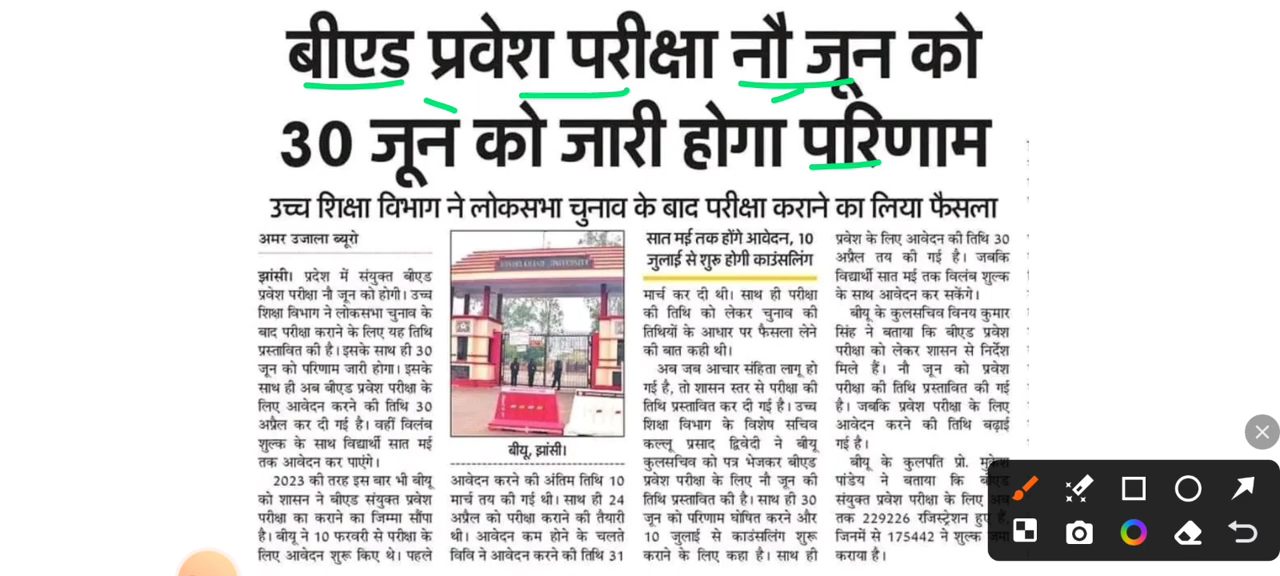 बीएड प्रवेश परीक्षा नौ जून को
30 जून को जारी होगा परिणाम
उच्च शिक्षा विभाग ने लोकसभा चुनाव के बाद परीक्षा कराने का लिया फैसला
अमर उजाला ब्यूरो
झांसी। प्रदेश में संयुक्त बीएड
प्रवेश परीक्षा नौ जून को होगी। उच्च
शिक्षा विभाग ने लोकसभा चुनाव के
बाद परीक्षा कराने के लिए यह तिथि
प्रस्तावित की है। इसके साथ ही 30
जून को परिणाम जारी होगा। इसके
साथ ही अब बीएड प्रवेश परीक्षा के
लिए आवेदन करने की तिथि 30
अप्रैल कर दी गई है। वहीं विलंब
शुल्क के साथ विद्यार्थी सात मई
तक आवेदन कर पाएंगे।
2023 की तरह इस बार भी बीयू
को शासन ने बीएड संयुक्त प्रवेश
परीक्षा का कराने का जिम्मा सौंपा
है। बीयू ने 10 फरवरी से परीक्षा के
लिए आवेदन शुरू किए थे। पहले
BUNDELKHAND UNIVERSITY
बीयू, झांसी।
आवेदन करने की अंतिम तिथि 10
मार्च तय की गई थी। साथ ही 24
अप्रैल को परीक्षा कराने की तैयारी
थी। आवेदन कम होने के चलते
विवि ने आवेदन करने की तिथि 31
सात मई तक होंगे आवेदन, 10
जुलाई से शुरू होगी काउंसलिंग
मार्च कर दी थी। साथ ही परीक्षा
की तिथि को लेकर चुनाव की
तिथियों के आधार पर फैसला लेने
की बात कही थी।
अब जब आचार संहिता लागू हो
गई है, तो शासन स्तर से परीक्षा की
तिथि प्रस्तावित कर दी गई है। उच्च
शिक्षा विभाग के विशेष सचिव
कल्लू प्रसाद द्विवेदी ने बीयू
कुलसचिव को पत्र भेजकर बीएड
प्रवेश परीक्षा के लिए नौ जून की
तिथि प्रस्तावित की है। साथ ही 30
जून को परिणाम घोषित करने और
10 जुलाई से काउंसलिंग शुरू
कराने के लिए कहा है। साथ ही
प्रवेश के लिए आवेदन की तिथि 30
अप्रैल तय की गई है। जबकि
विद्यार्थी सात मई तक विलंब शुल्क
के साथ आवेदन कर सकेंगे।
बीयू के कुलसचिव विनय कुमार
सिंह ने बताया कि बीएड प्रवेश
परीक्षा को लेकर शासन से निर्देश
मिले हैं। नौ जून को प्रवेश
परीक्षा की तिथि प्रस्तावित की गई
है। जबकि प्रवेश परीक्षा के लिए
आवेदन करने की तिथि बढ़ाई
गई है।
बीयू के कुलपति प्रो. मुकेश
पांडेय ने बताया कि बीएड
संयुक्त प्रवेश परीक्षा के लिए अब
तक 229226 रजिस्ट्रेशन हुए हैं,
जिनमें से 175442 ने शुल्क जमा
कराया है।